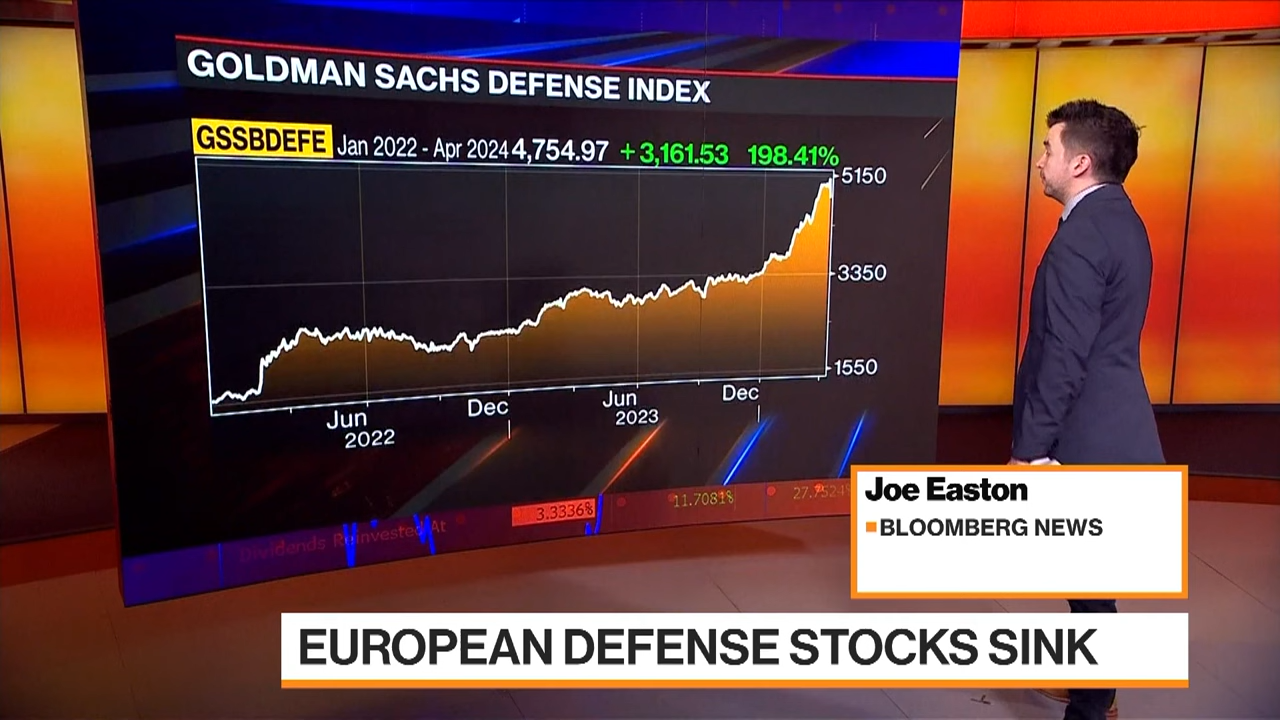 GOLDMAN SACHS DEFENSE INDEX
GSSBDEFE Jan 2022 - Apr 2024 4,754.97 +3,161.53 198.41%
5150
3350
1550
Jun Dec Jun Dec
2022 2023
Dividends Reinvested At 3.3336% 11.7081%
Joe Easton
BLOOMBERG NEWS
EUROPEAN DEFENSE STOCKS SINK